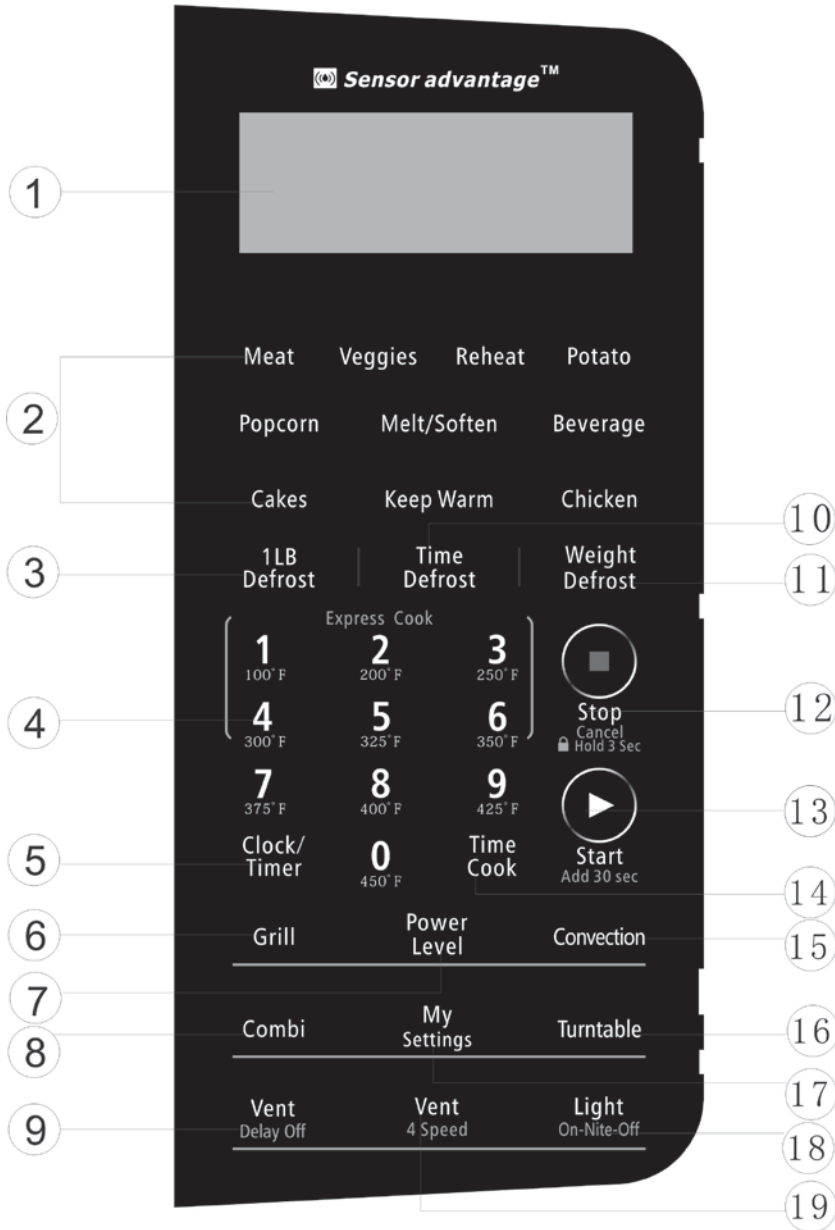 Sensor advantage™
1
Meat Veggies Reheat Potato
2
Popcorn Melt/Soften Beverage
Cakes Keep Warm Chicken
10
3
1LB Defrost
Time Defrost
Weight Defrost
11
Express Cook
1 2 3
100°F 200°F 250°F
4
4 5 6
300°F 325°F 350°F
Stop
Cancel
Hold 3 Sec
12
7 8 9
375°F 400°F 425°F
13
5
Clock/
Timer
0
450°F
Time
Cook
Start
Add 30 sec
14
6
Grill
Power
Level
Convection
15
7
8
Combi
My
Settings
Turntable
16
17
9
Vent
Delay Off
Vent
4 Speed
Light
On-Nite-Off
18
19